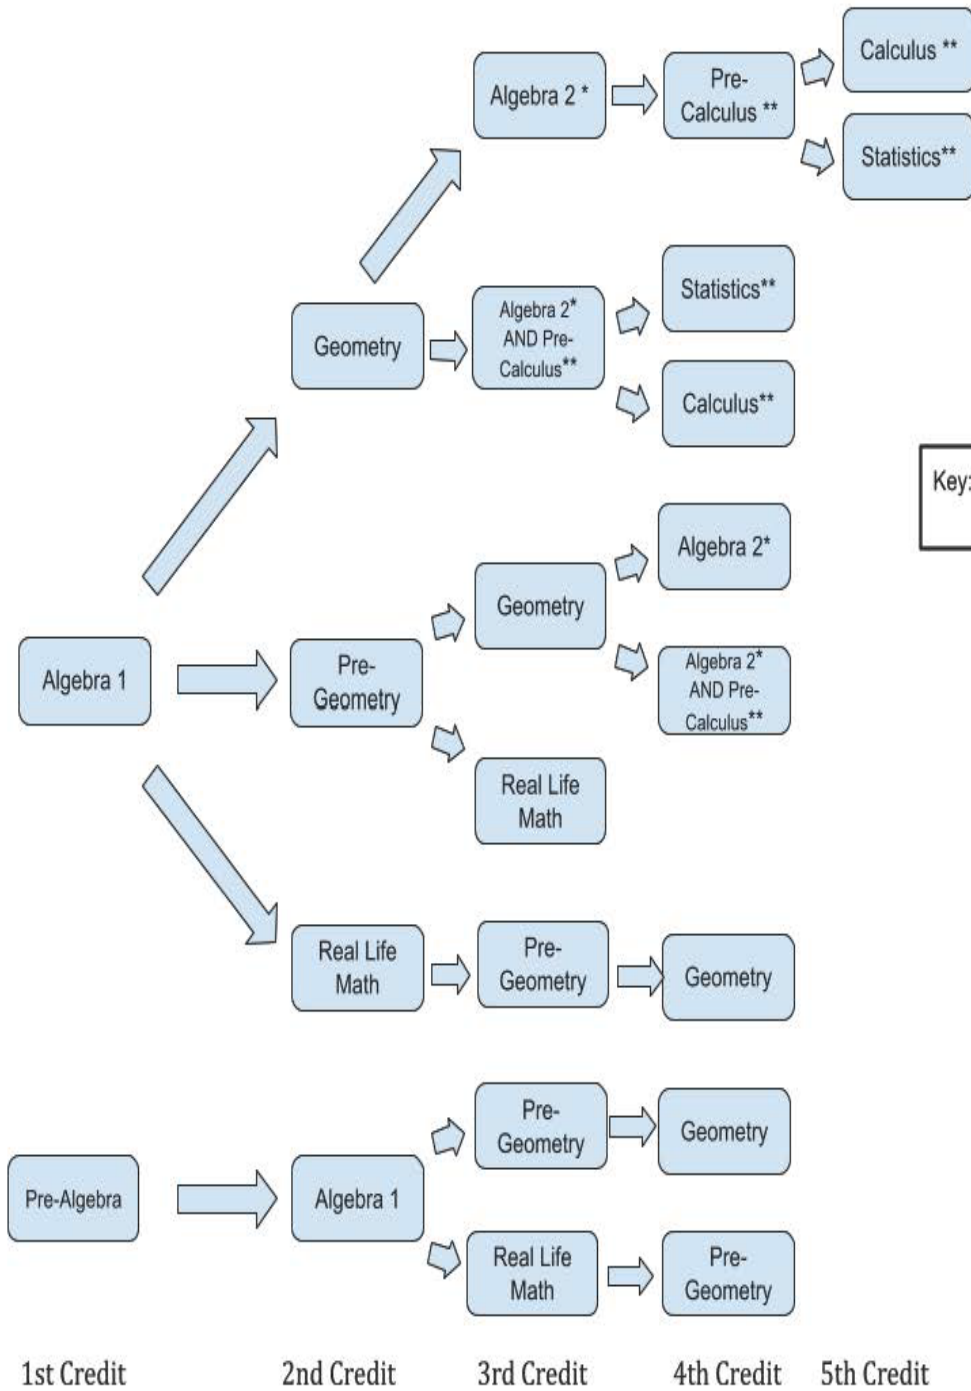 Calculus **
Algebra 2 *
Pre-
Calculus **
Statistics**
Statistics**
Geometry
Algebra 2*
AND Pre-
Calculus**
Calculus**
Key:
Algebra 2*
Geometry
Algebra 1
Pre-
Geometry
Algebra 2*
AND Pre-
Calculus**
Real Life
Math
Real Life
Math
Pre-
Geometry
Geometry
Pre-
Geometry
Geometry
Pre-Algebra
Algebra 1
Real Life
Math
Pre-
Geometry
1st Credit
2nd Credit
3rd Credit
4th Credit
5th Credit